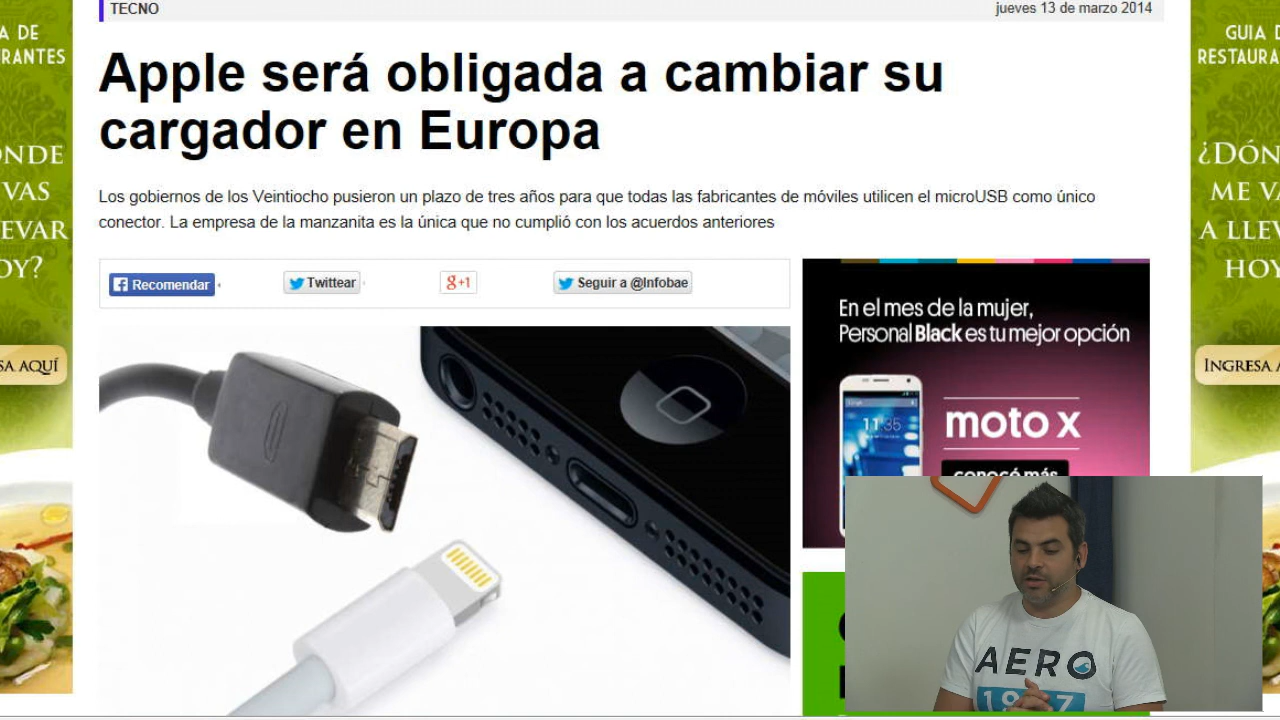 TECNO
jueves 13 de marzo 2014
Apple será obligada a cambiar su
cargador en Europa
Los gobiernos de los Veintiocho pusieron un plazo de tres años para que todas las fabricantes de móviles utilicen el microUSB como único
conector. La empresa de la manzanita es la única que no cumplió con los acuerdos anteriores
Recomendar
Twittear
g+1
Seguir a @Infobae
A DE
RANTES
ONDE
VAS
EVAR
OY?
SA AQUÍ
En el mes de la mujer,
Personal Black es tu mejor opción
11:35
moto x
conocé más
GUIA D
RESTAURA
¿DÓN
ME VA
A LLEV
HOY
INGRESA A
AERO
1987